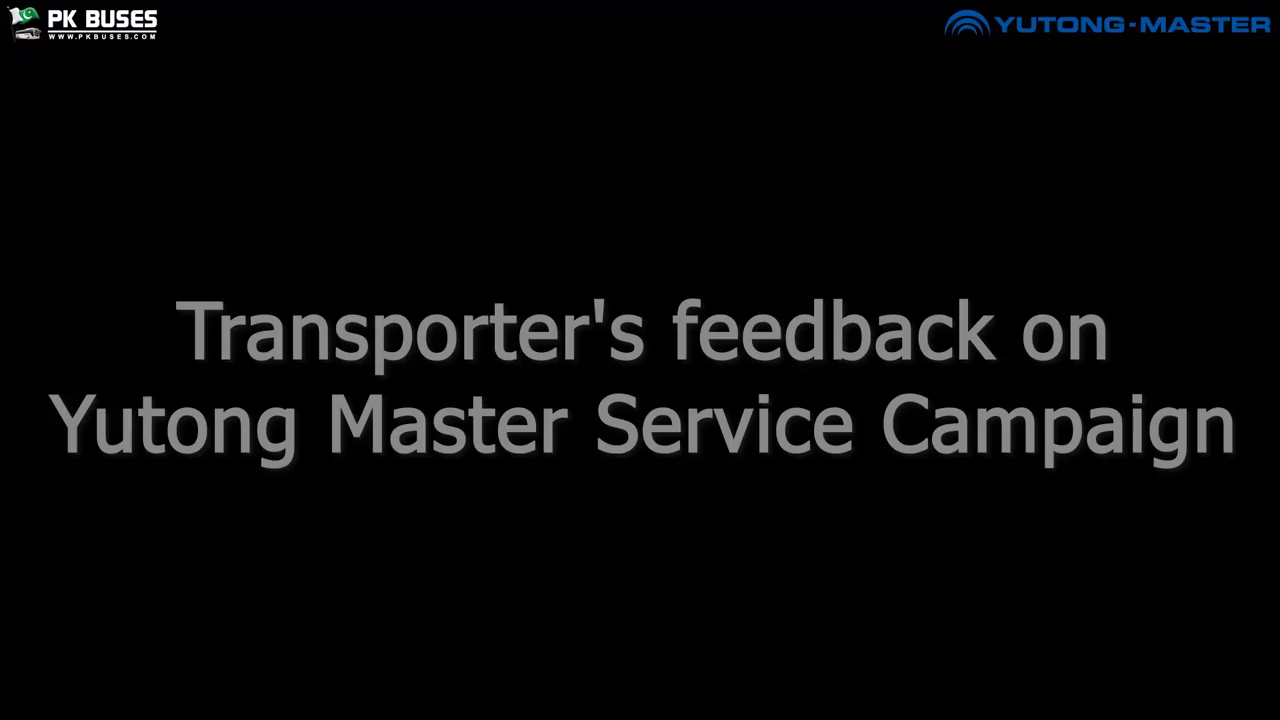 PK BUSES
WWW.PKBUSES.COM
YUTONG-MASTER
Transporter's feedback on
Yutong Master Service Campaign